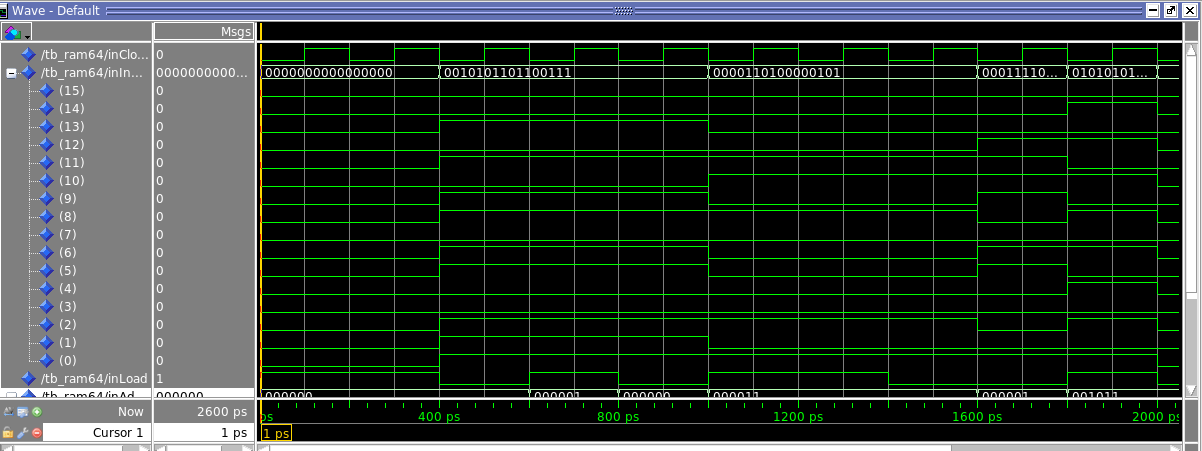 Wave - Default
Msgs
/tb_ram64/inClo... 0
/tb_ram64/inIn... 0000000000... 0000000000000000 0010101101100111 0000110100000101 00011110... 01010101...
(15) 0
(14) 0
(13) 0
(12) 0
(11) 0
(10) 0
(9) 0
(8) 0
(7) 0
(6) 0
(5) 0
(4) 0
(3) 0
(2) 0
(1) 0
(0) 0
/tb_ram64/inLoad 1
/tb_ram64/inAd... 000000 000000 000001 000000 000011 000001 001011
Now 2600 ps ps 400 ps 800 ps 1200 ps 1600 ps 2000 ps
Cursor 1 1 ps 1 ps